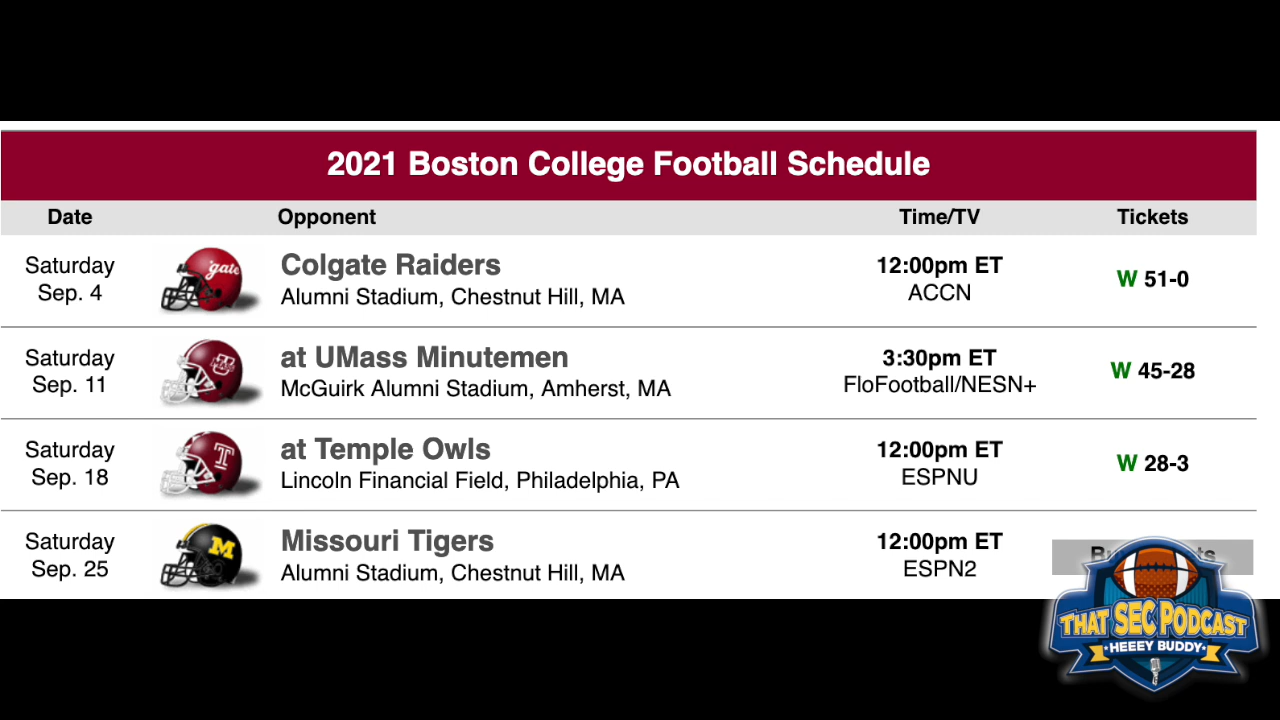 2021 Boston College Football Schedule
Date Opponent Time/TV Tickets
Saturday
Sep. 4
gate
Colgate Raiders
Alumni Stadium, Chestnut Hill, MA
12:00pm ET
ACCN
W 51-0
Saturday
Sep. 11
at UMass Minutemen
McGuirk Alumni Stadium, Amherst, MA
3:30pm ET
FloFootball/NESN+
W 45-28
Saturday
Sep. 18
T
at Temple Owls
Lincoln Financial Field, Philadelphia, PA
12:00pm ET
ESPNU
W 28-3
Saturday
Sep. 25
M
Missouri Tigers
Alumni Stadium, Chestnut Hill, MA
12:00pm ET
ESPN2
THAT SEC PODCAST
HEEEY BUDDY